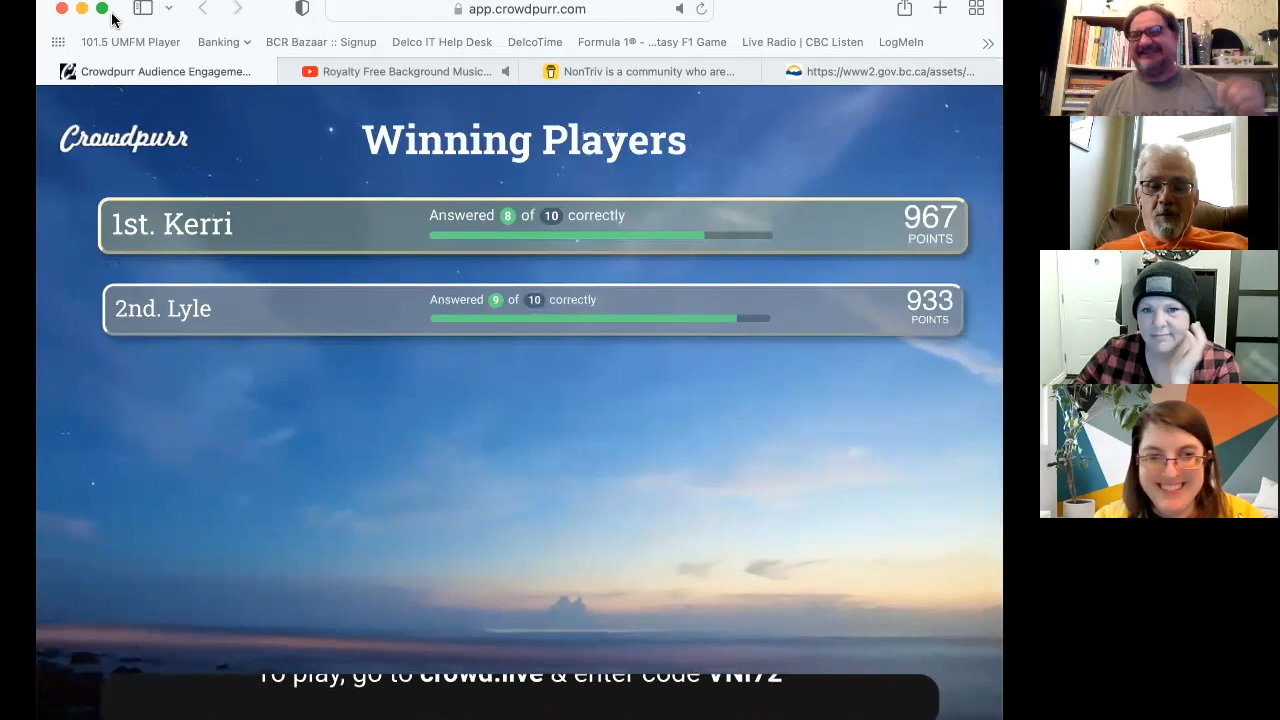 app.crowdpurr.com
101.5 UMFM Player Banking BCR Bazaar :: Signup Delco IT Help Desk DelcoTime Formula 1® - ...tasy F1 Game Live Radio | CBC Listen LogMeIn
Crowdpurr Audience Engageme... Royalty Free Background Music... NonTriv is a community who are... https://www2.gov.bc.ca/assets/...
Crowdpurr
Winning Players
1st. Kerri Answered 8 of 10 correctly 967 POINTS
2nd. Lyle Answered 9 of 10 correctly 933 POINTS
To play, go to crowd.live & enter code VNI72